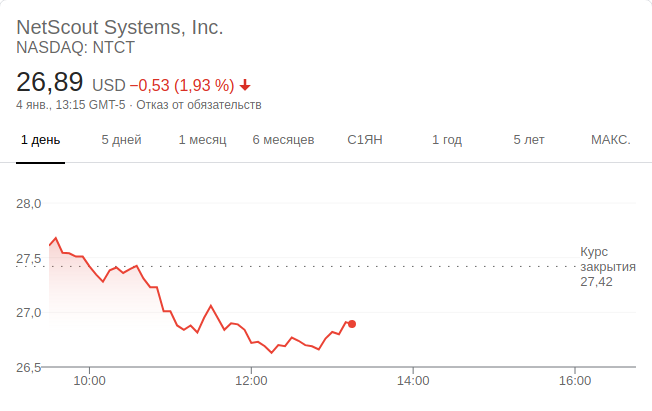 NetScout Systems, Inc.
NASDAQ: NTCT
26,89 USD −0,53 (1,93 %)
4 янв., 13:15 GMT-5 · Отказ от обязательств
1 день 5 дней 1 месяц 6 месяцев С1ЯН 1 год 5 лет МАКС.
28,0
27,5
27,0
26,5
Курс
закрытия
27,42
10:00 12:00 14:00 16:00